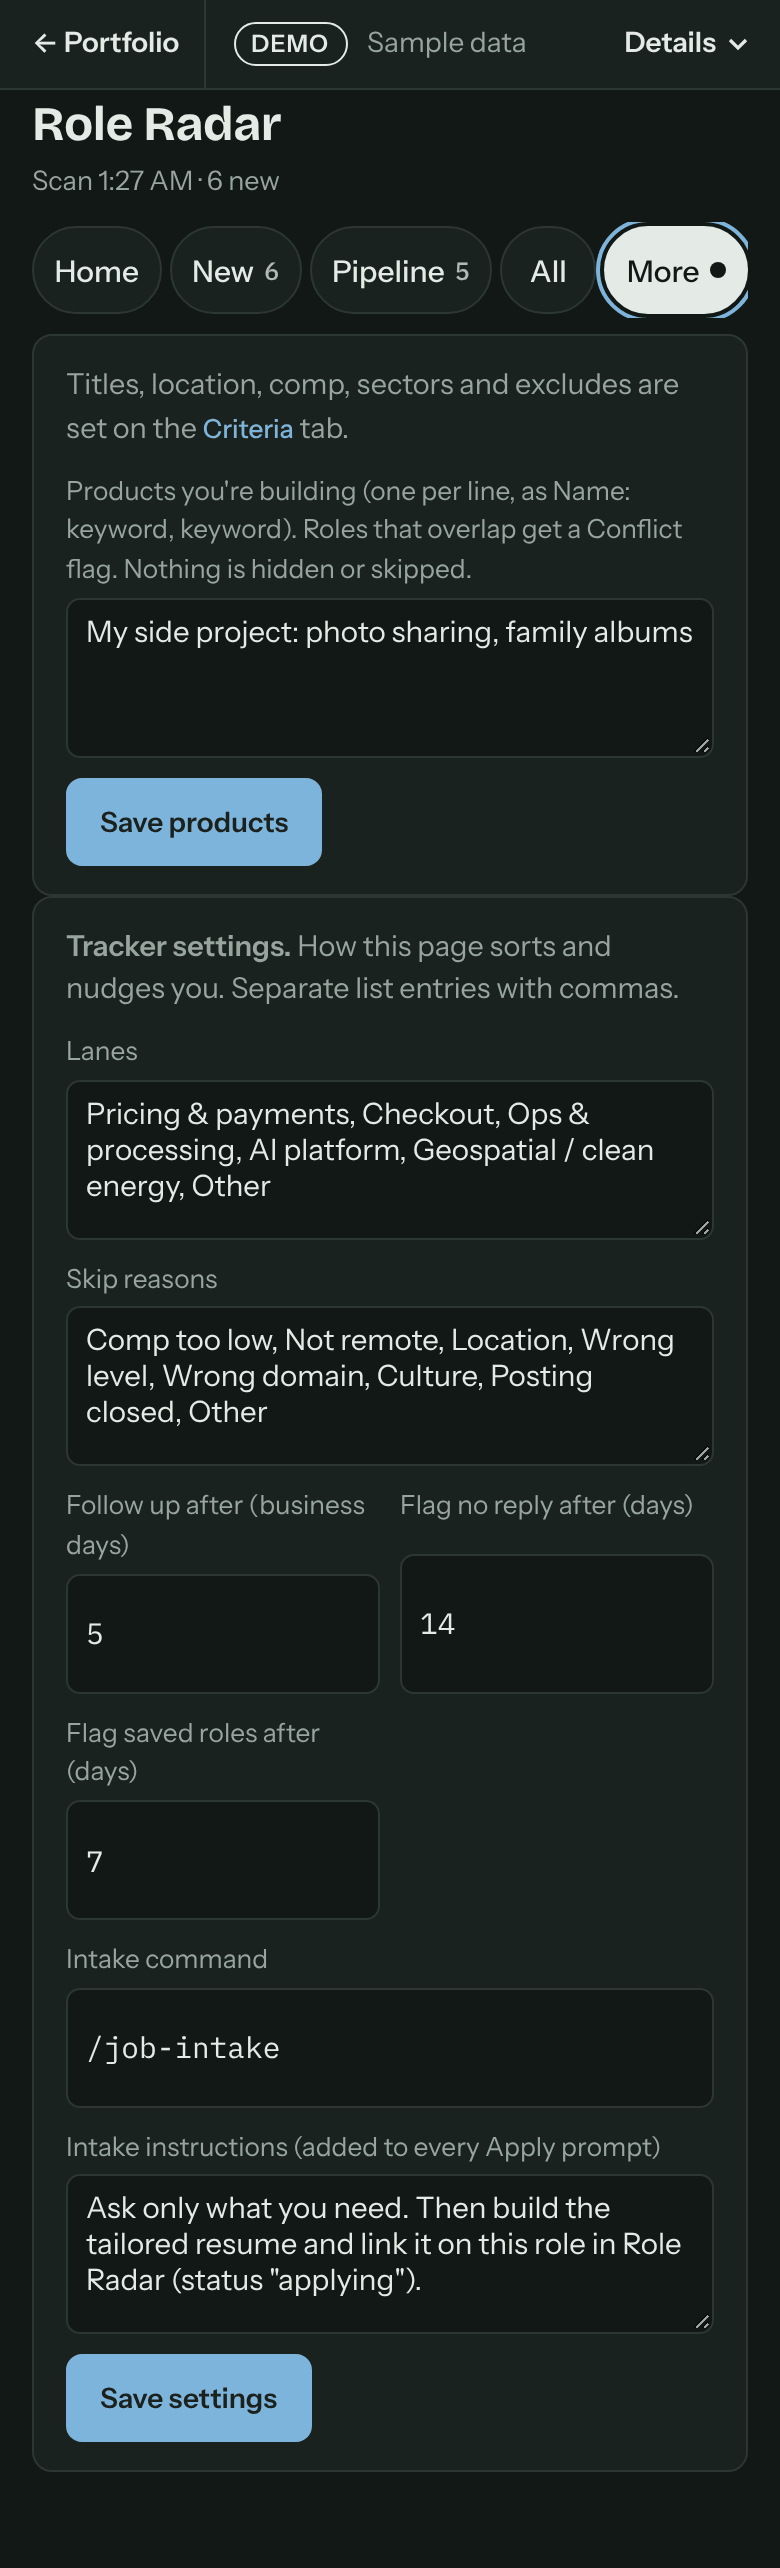 ← Portfolio DEMO Sample data Details
Role Radar
Scan 1:27 AM · 6 new
Home New 6 Pipeline 5 All More
Titles, location, comp, sectors and excludes are
set on the Criteria tab.
Products you're building (one per line, as Name:
keyword, keyword). Roles that overlap get a Conflict
flag. Nothing is hidden or skipped.
My side project: photo sharing, family albums
Save products
Tracker settings. How this page sorts and
nudges you. Separate list entries with commas.
Lanes
Pricing & payments, Checkout, Ops &
processing, AI platform, Geospatial / clean
energy, Other
Skip reasons
Comp too low, Not remote, Location, Wrong
level, Wrong domain, Culture, Posting
closed, Other
Follow up after (business
days)
5
Flag no reply after (days)
14
Flag saved roles after
(days)
7
Intake command
/job-intake
Intake instructions (added to every Apply prompt)
Ask only what you need. Then build the
tailored resume and link it on this role in Role
Radar (status "applying").
Save settings